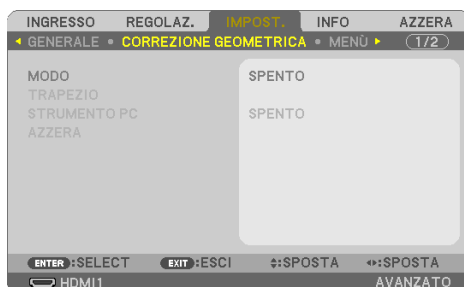 INGRESSO REGOLAZ. IMPOST. INFO AZZERA
GENERALE • CORREZIONE GEOMETRICA • MENÙ 1/2
MODO SPENTO
TRAPEZIO
STRUMENTO PC SPENTO
AZZERA
ENTER :SELECT EXIT :ESCI :SPOSTA :SPOSTA
HDMI1 AVANZATO